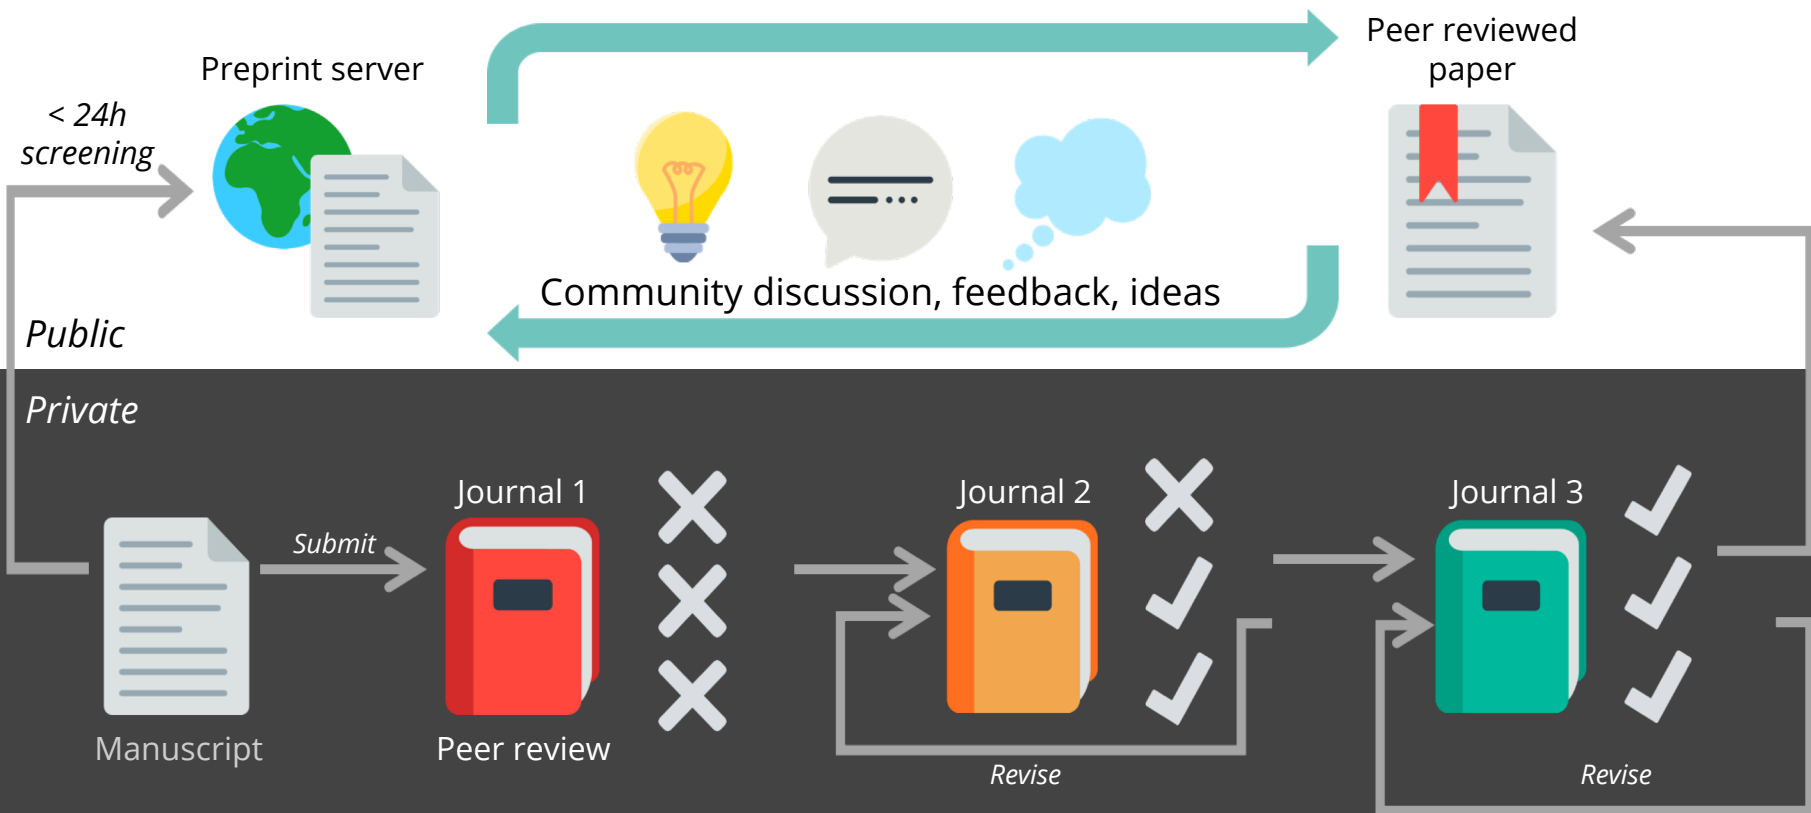 Preprint server
Peer reviewed
paper
< 24h
screening
Community discussion, feedback, ideas
Public
Private
Journal 1
Journal 2
Journal 3
Submit
Manuscript
Peer review
Revise
Revise